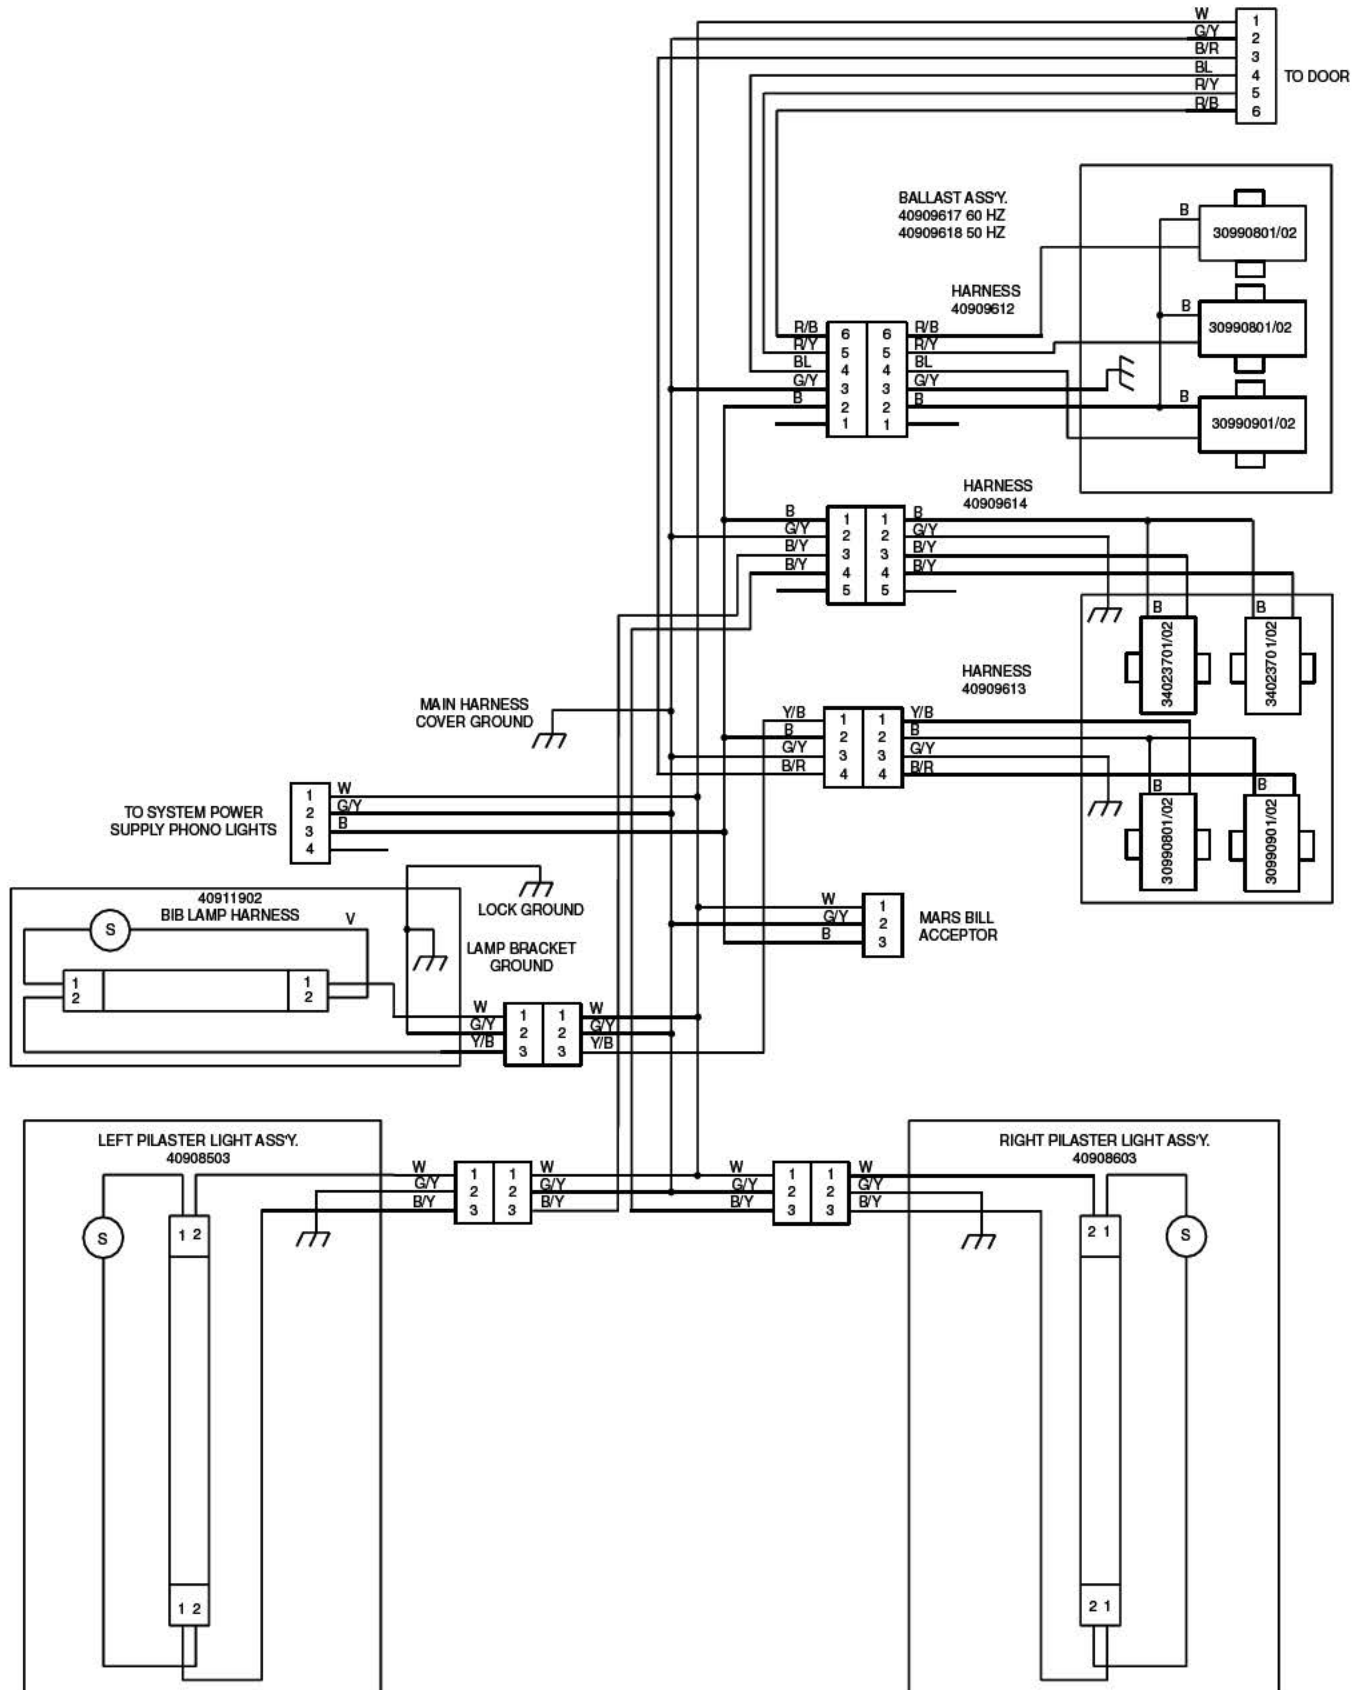 W 1
G/Y 2
B/R 3
BL 4 TO DOOR
R/Y 5
R/B 6
BALLAST ASS'Y.
40909617 60 HZ
40909618 50 HZ
B 30990801/02
HARNESS
40909612
B 30990801/02
R/B 6 6 R/B
R/Y 5 5 R/Y
BL 4 4 BL
G/Y 3 3 G/Y
B 2 2 B
1 1
B 30990901/02
HARNESS
40909614
B 1 1 B
G/Y 2 2 G/Y
B/Y 3 3 B/Y
B/Y 4 4 B/Y
5 5
B 34023701/02
B 34023701/02
HARNESS
40909613
MAIN HARNESS
COVER GROUND
Y/B 1 1 Y/B
B 2 2 B
G/Y 3 3 G/Y
B/R 4 4 B/R
B 30990801/02
B 30990901/02
TO SYSTEM POWER
SUPPLY PHONO LIGHTS
1 W
2 G/Y
3 B
4
LOCK GROUND
40911902
BIB LAMP HARNESS
S V
LAMP BRACKET
GROUND
1 1
2 2
W 1
G/Y 2
B 3
MARS BILL
ACCEPTOR
W 1 1 W
G/Y 2 2 G/Y
Y/B 3 3 Y/B
LEFT PILASTER LIGHT ASS'Y.
40908503
W 1 1 W
G/Y 2 2 G/Y
B/Y 3 3 B/Y
S 1 2
1 2
RIGHT PILASTER LIGHT ASS'Y.
40908603
W 1 1 W
G/Y 2 2 G/Y
B/Y 3 3 B/Y
2 1 S
2 1